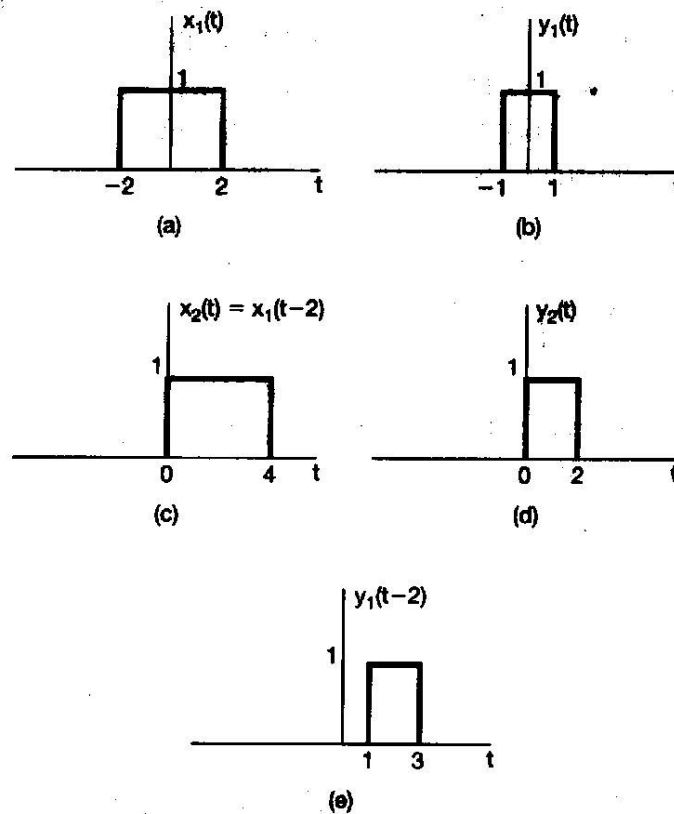 x₁(t)
y₁(t)
1
1
−2 2 t
−1 1
(a)
(b)
x₂(t) = x₁(t−2)
y₂(t)
1
1
0 4 t
0 2 t
(c)
(d)
y₁(t−2)
1
1 3 t
(e)